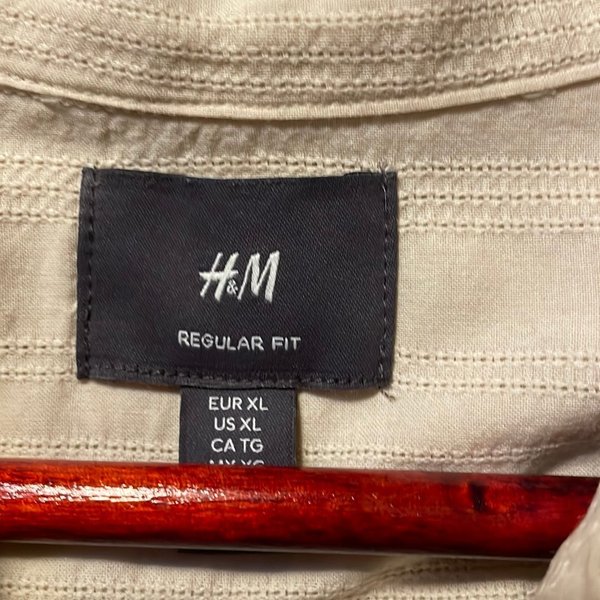 H&M
REGULAR FIT
EUR XL
US XL
CA TG